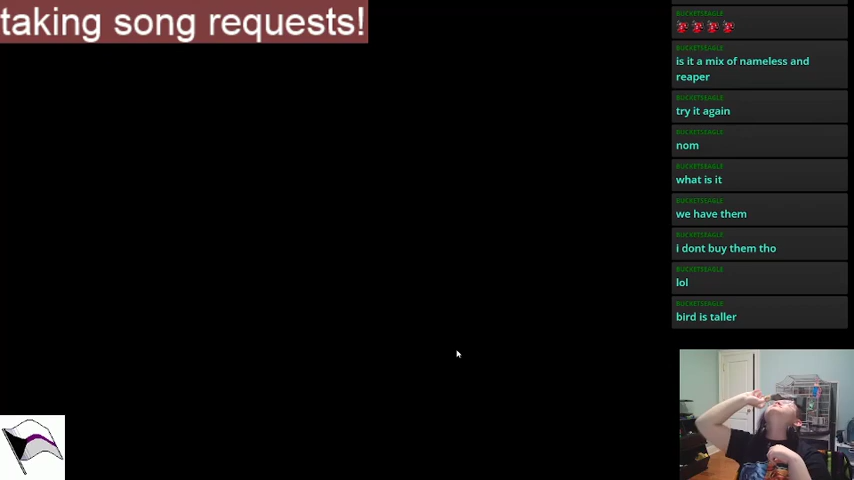 taking song requests!
BUCKETSEAGLE
BUCKETSEAGLE
is it a mix of nameless and
reaper
BUCKETSEAGLE
try it again
BUCKETSEAGLE
nom
BUCKETSEAGLE
what is it
BUCKETSEAGLE
we have them
BUCKETSEAGLE
i dont buy them tho
BUCKETSEAGLE
lol
BUCKETSEAGLE
bird is taller